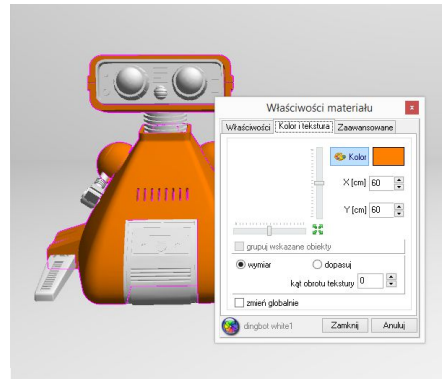 Właściwości materiału
x
Właściwości Kolor i tekstura Zaawansowane
Kolor
X [cm] 60
Y [cm] 60
grupuj wskazane obiekty
wymiar dopasuj
kąt obrotu tekstury 0
zmień globalnie
dingbot white1 Zamknij Anuluj